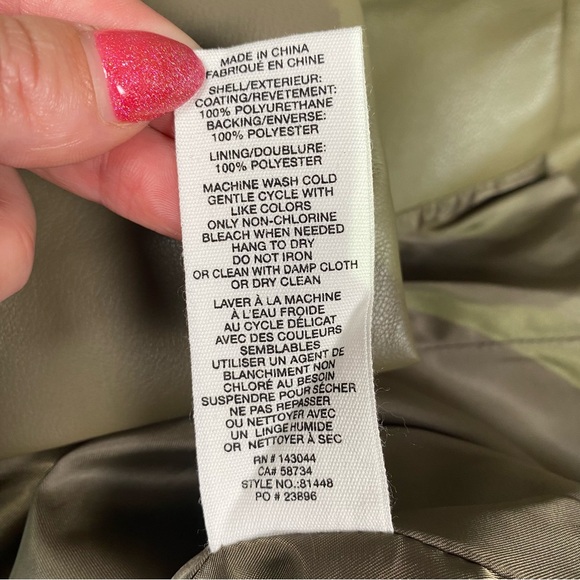 MADE IN CHINA
FABRIQUÉ EN CHINE
SHELL/EXTERIEUR:
COATING/REVETEMENT:
100% POLYURETHANE
BACKING/ENVERSE:
100% POLYESTER
LINING/DOUBLURE:
100% POLYESTER
MACHINE WASH COLD
GENTLE CYCLE WITH
LIKE COLORS
ONLY NON-CHLORINE
BLEACH WHEN NEEDED
HANG TO DRY
DO NOT IRON
OR CLEAN WITH DAMP CLOTH
OR DRY CLEAN
LAVER À LA MACHINE
À L'EAU FROIDE
AU CYCLE DÉLICAT
AVEC DES COULEURS
SEMBLABLES
UTILISER UN AGENT DE
BLANCHIMENT NON
CHLORÉ AU BESOIN
SUSPENDRE POUR SÉCHER
NE PAS REPASSER
OU NETTOYER AVEC
UN LINGE HUMIDE
OR NETTOYER À SEC
RN # 143044
CA# 58734
STYLE NO.:81448
PO # 23896